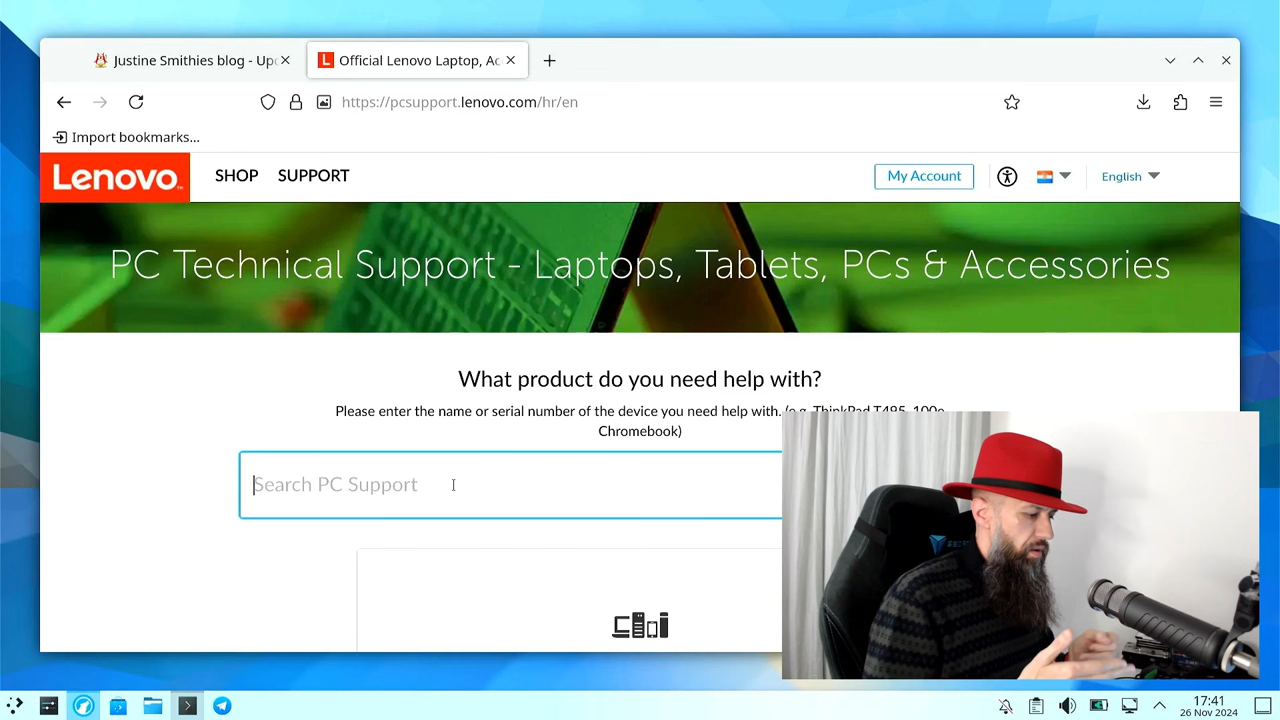 Justine Smithies blog - Up
Official Lenovo Laptop, Ac
https://pcsupport.lenovo.com/hr/en
Import bookmarks...
Lenovo
SHOP
SUPPORT
My Account
English
PC Technical Support - Laptops, Tablets, PCs & Accessories
What product do you need help with?
Please enter the name or serial number of the device you need help with. (e.g. ThinkPad T495, 100e
Chromebook)
Search PC Support
17:41
26 Nov 2024